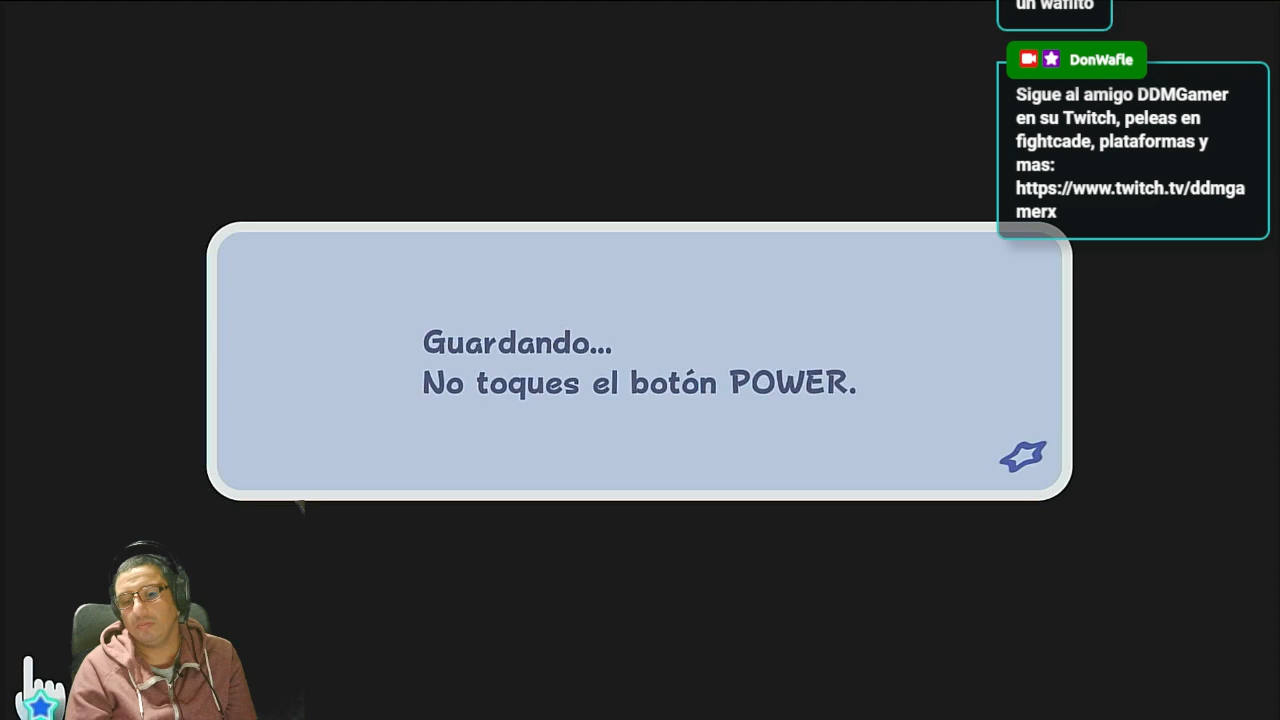 un waflito
DonWafle
Sigue al amigo DDMGamer
en su Twitch, peleas en
fightcade, plataformas y
mas:
https://www.twitch.tv/ddmga
merx
Guardando...
No toques el botón POWER.